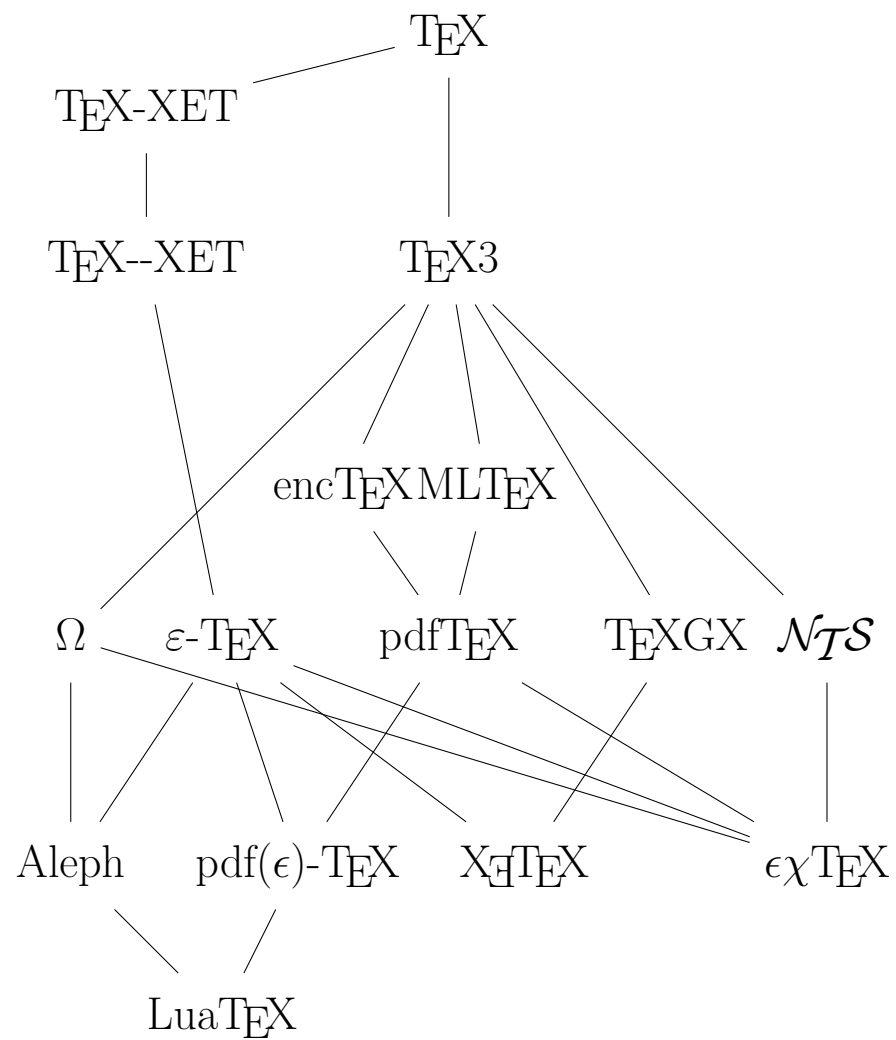 TEX
TEX-XET
TEX--XET TEX3
encTEX MLTEX
Ω ε-TEX pdfTEX TEXGX NTS
Aleph pdf(ϵ)-TEX XƎTEX ϵχTEX
LuaTEX